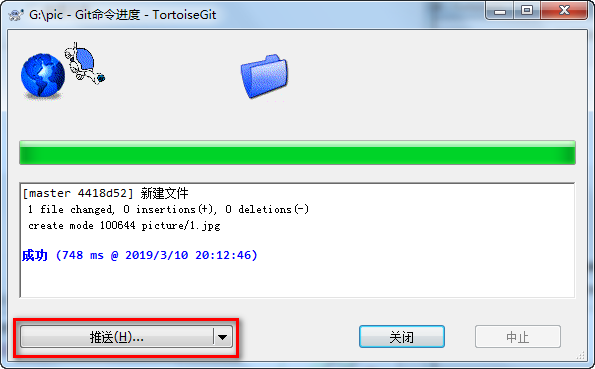 G:\pic - Git命令进度 - TortoiseGit
[master 4418d52] 新建文件
1 file changed, 0 insertions(+), 0 deletions(-)
create mode 100644 picture/1.jpg
成功 (748 ms @ 2019/3/10 20:12:46)
推送(H)... 关闭 中止